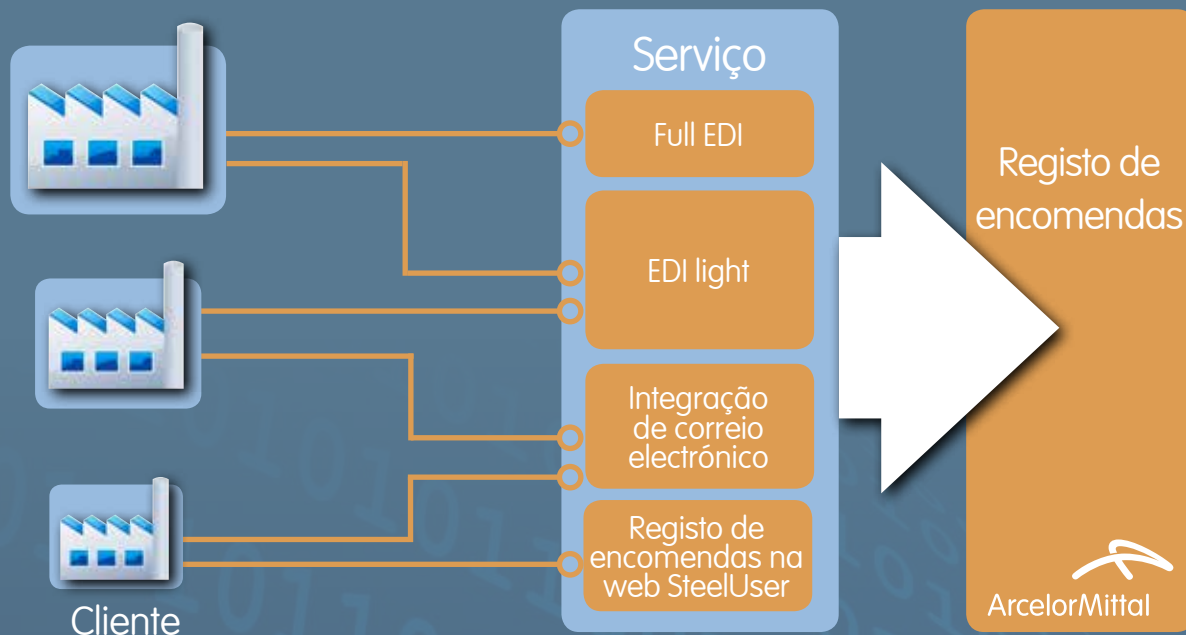 Serviço
Full EDI
EDI light
Integração
de correio
electrónico
Registo de
encomendas na
web SteelUser
Cliente
Registo de
encomendas
ArcelorMittal